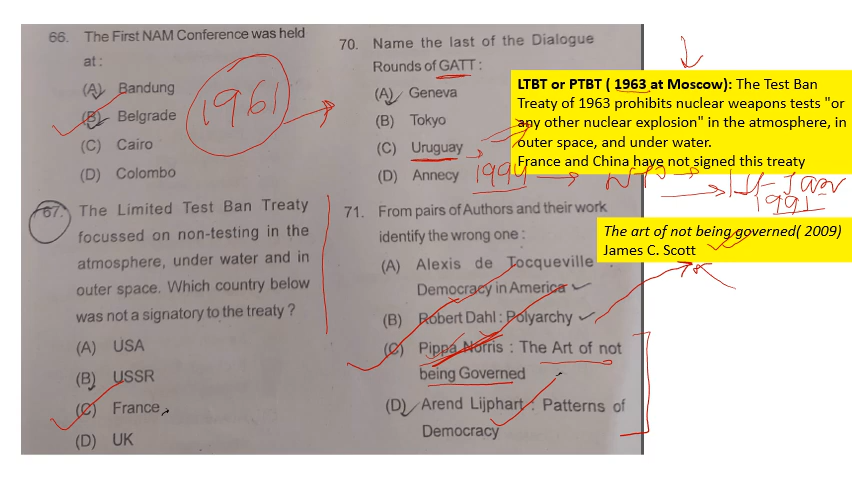 66. The First NAM Conference was held
at :
(A) Bandung
(B) Belgrade
(C) Cairo
(D) Colombo
1961
67. The Limited Test Ban Treaty
focussed on non-testing in the
atmosphere, under water and in
outer space. Which country below
was not a signatory to the treaty ?
(A) USA
(B) USSR
(C) France
(D) UK
70. Name the last of the Dialogue
Rounds of GATT :
(A) Geneva
(B) Tokyo
(C) Uruguay
(D) Annecy
1994
1st Jan
71. From pairs of Authors and their work
identify the wrong one :
(A) Alexis de Tocqueville :
Democracy in America
(B) Robert Dahl : Polyarchy
(C) Pippa Norris : The Art of not
being Governed
(D) Arend Lijphart : Patterns of
Democracy
LTBT or PTBT ( 1963 at Moscow): The Test Ban
Treaty of 1963 prohibits nuclear weapons tests "or
any other nuclear explosion" in the atmosphere, in
outer space, and under water.
France and China have not signed this treaty
The art of not being governed( 2009)
James C. Scott